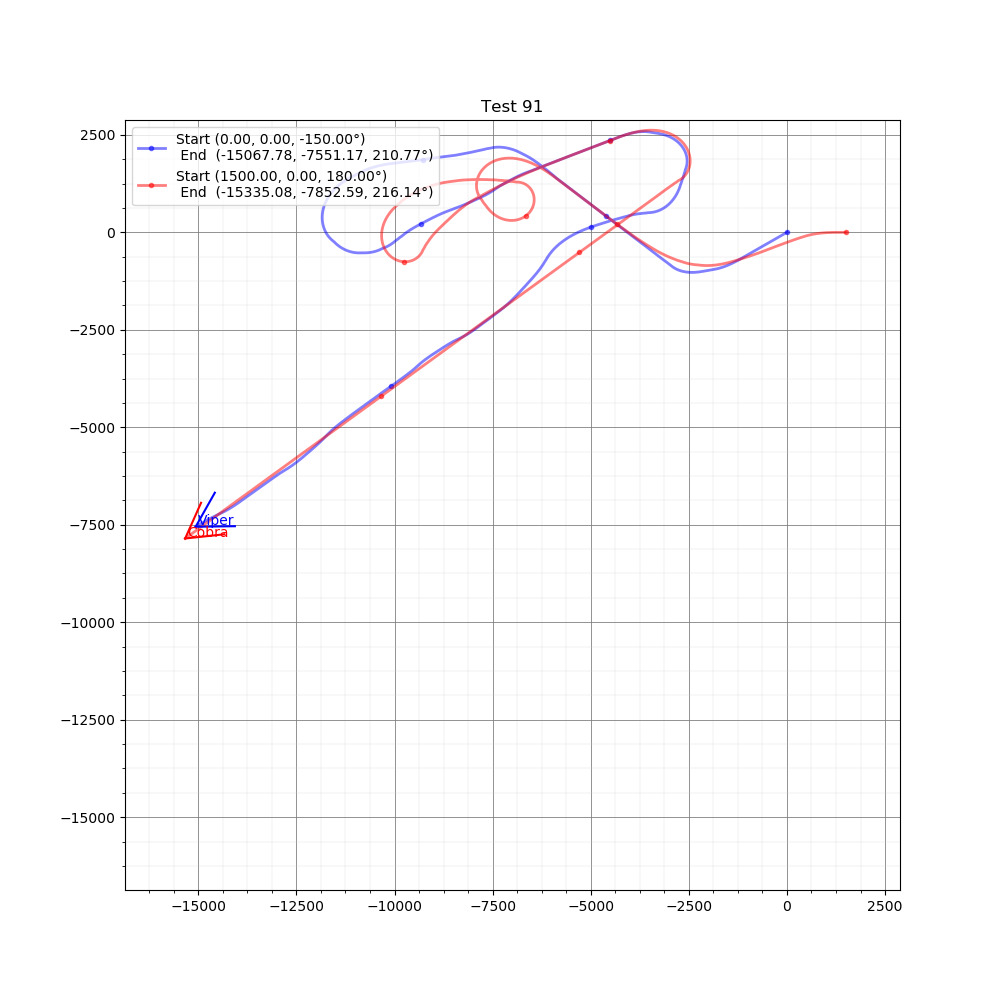 Test 91
Start (0.00, 0.00, -150.00°)
End (-15067.78, -7551.17, 210.77°)
Start (1500.00, 0.00, 180.00°)
End (-15335.08, -7852.59, 216.14°)
2500
0
−2500
−5000
−7500
−10000
−12500
−15000
Viper
Cobra
−15000 −12500 −10000 −7500 −5000 −2500 0 2500